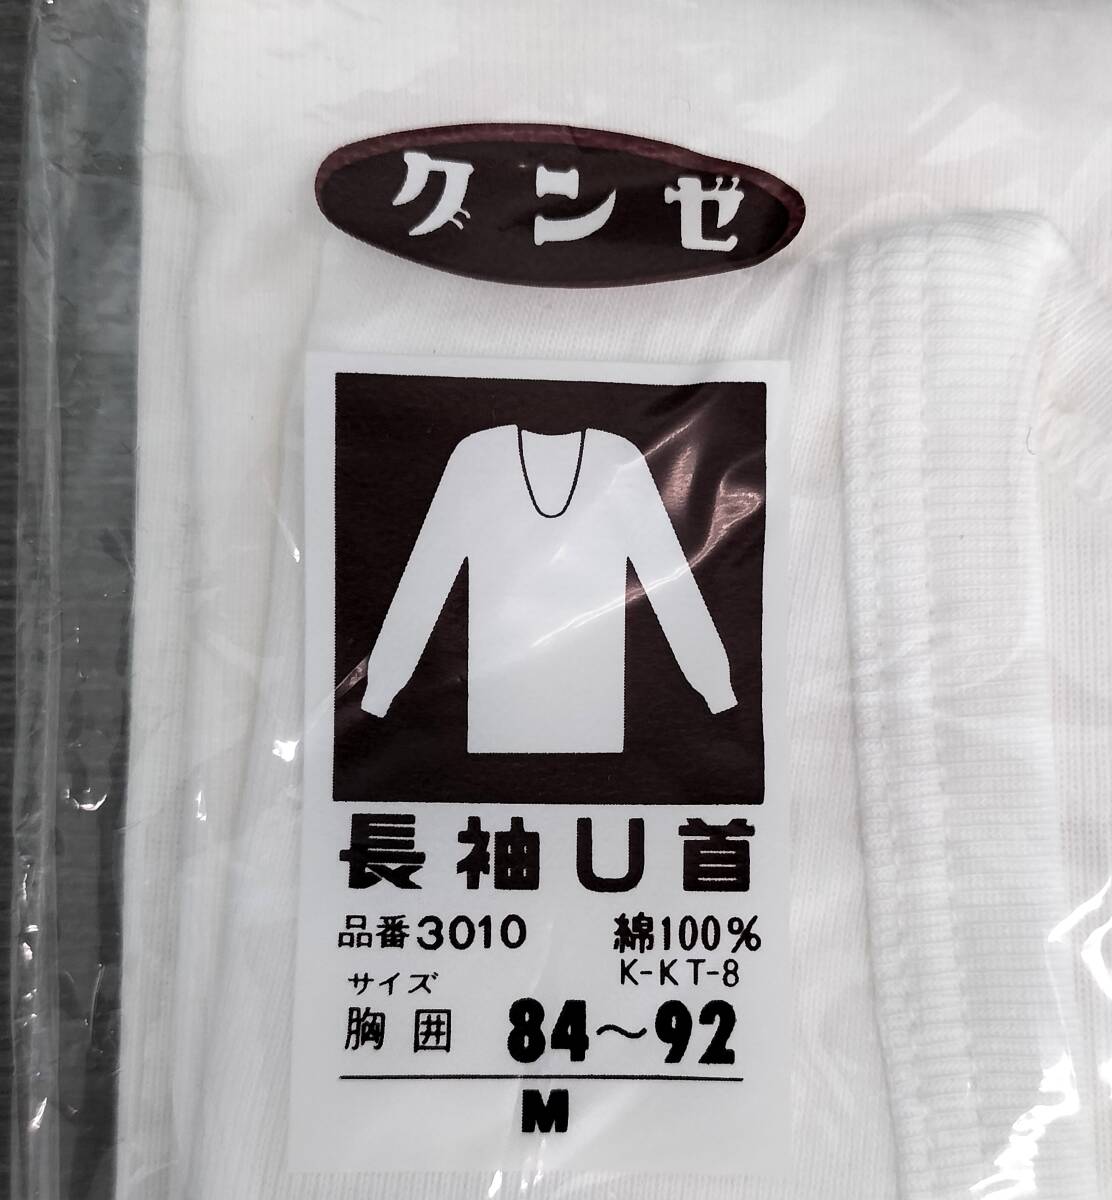 グンゼ
長袖U首
品番3010 綿100%
K-KT-8
サイズ
胸囲 84～92
M